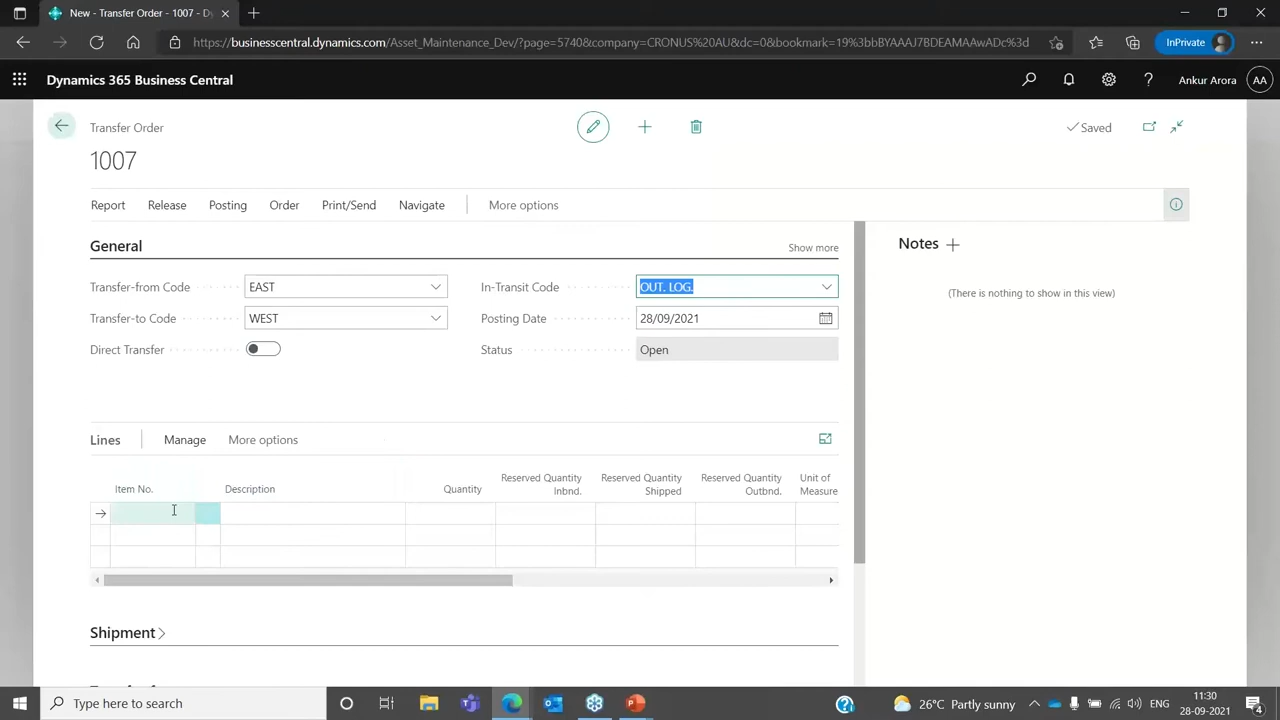 New - Transfer Order - 1007 - Dy
https://businesscentral.dynamics.com/Asset_Maintenance_Dev/?page=5740&company=CRONUS%20AU&dc=0&bookmark=19%3bbBYAAAJ7BDEAMAAwADc%3d
InPrivate
Dynamics 365 Business Central
Ankur Arora
AA
Transfer Order
Saved
1007
Report Release Posting Order Print/Send Navigate More options
General
Show more
Notes
Transfer-from Code EAST
In-Transit Code OUT. LOG.
(There is nothing to show in this view)
Transfer-to Code WEST
Posting Date 28/09/2021
Direct Transfer
Status Open
Lines Manage More options
Item No. Description Quantity Reserved Quantity Inbnd. Reserved Quantity Shipped Reserved Quantity Outbnd. Unit of Measure
Shipment
Type here to search
26°C Partly sunny
ENG
11:30
28-09-2021
4